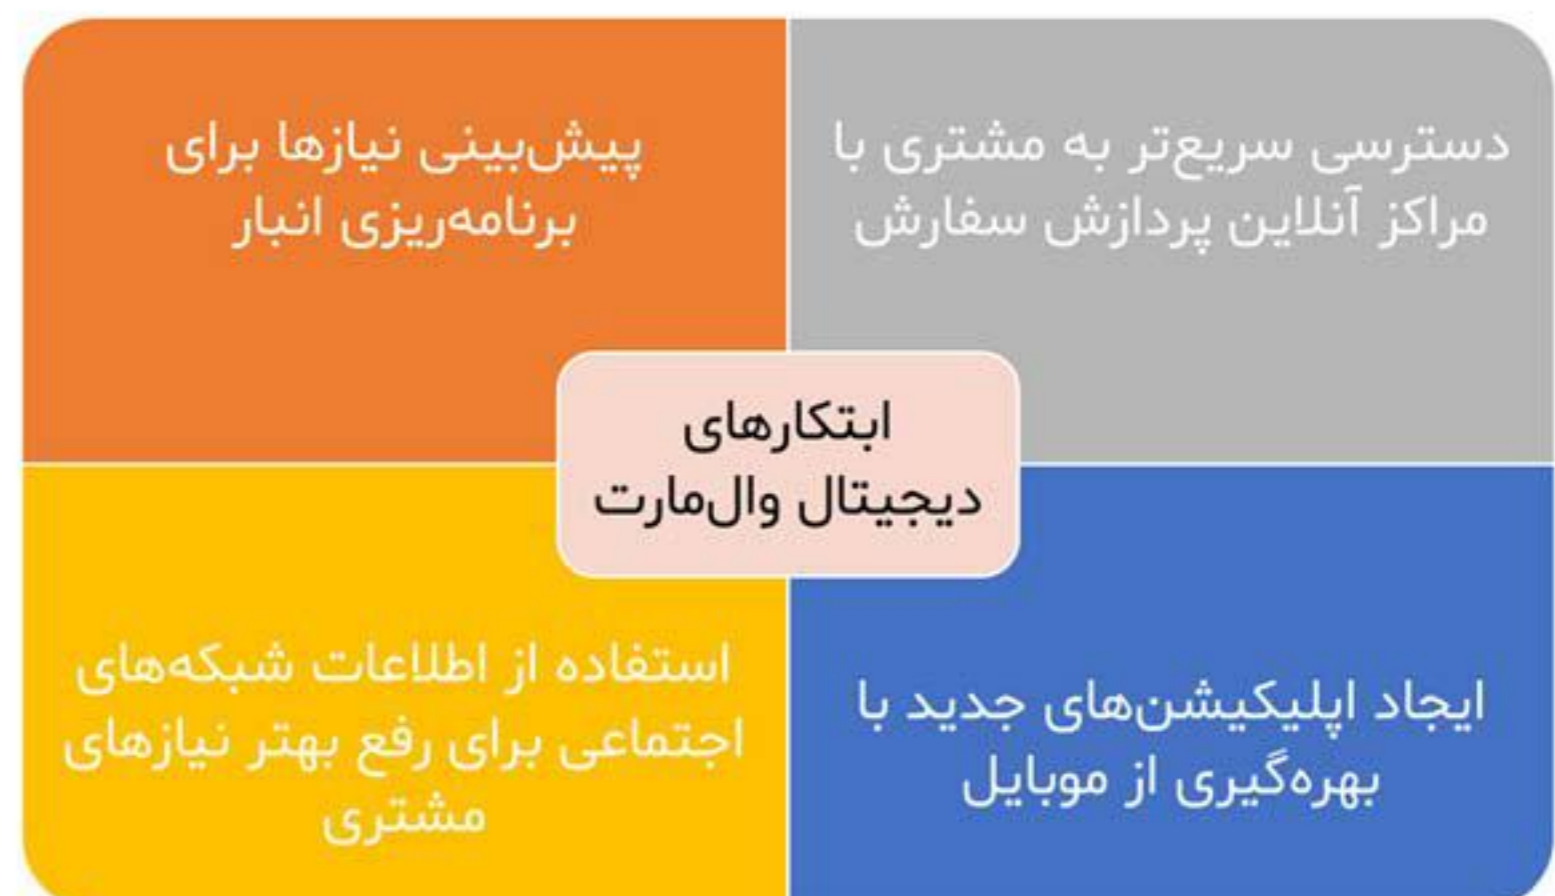 دسترسی سریع‌تر به مشتری با
مراکز آنلاین پردازش سفارش
پیش‌بینی نیازها برای
برنامه‌ریزی انبار
ابتکارهای
دیجیتال وال‌مارت
ایجاد اپلیکیشن‌های جدید با
بهره‌گیری از موبایل
استفاده از اطلاعات شبکه‌های
اجتماعی برای رفع بهتر نیازهای
مشتری